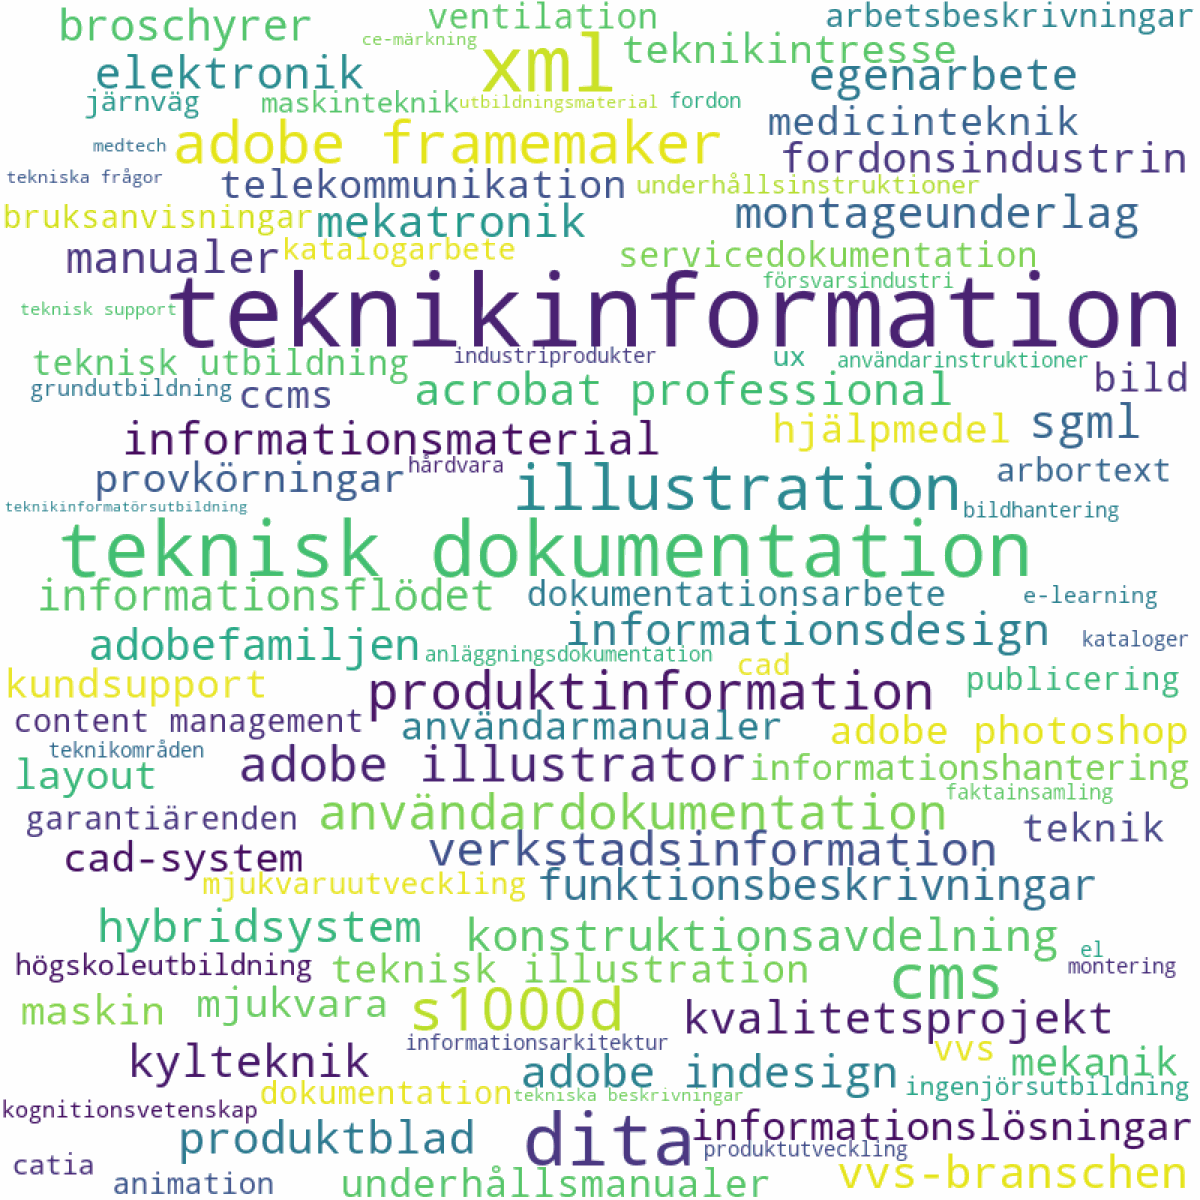 broschyrer
ventilation
arbetsbeskrivningar
ce-märkning
xml
teknikintresse
elektronik
egenarbete
järnväg
maskinteknik
utbildningsmaterial
fordon
medicinteknik
medtech
adobe framemaker
fordonsindustrin
tekniska frågor
telekommunikation
underhållsinstruktioner
bruksanvisningar
mekatronik
montageunderlag
manualer
katalogarbete
servicedokumentation
försvarsindustri
teknisk support
teknikinformation
teknisk utbildning
industriprodukter
ux
användarinstruktioner
grundutbildning
ccms
acrobat professional
bild
informationsmaterial
hjälpmedel
sgml
provkörningar
hårdvara
illustration
arbortext
teknikinformatörsutbildning
bildhantering
teknisk dokumentation
informationsflödet
dokumentationsarbete
e-learning
adobefamiljen
informationsdesign
kataloger
anläggningsdokumentation
cad
kundsupport
produktinformation
publicering
content management
användarmanualer
adobe photoshop
teknikområden
layout
adobe illustrator
informationshantering
faktainsamling
garantiärenden
användardokumentation
teknik
cad-system
verkstadsinformation
mjukvaruutveckling
funktionsbeskrivningar
hybridsystem
konstruktionsavdelning
el
högskoleutbildning
teknisk illustration
cms
montering
maskin
mjukvara
s1000d
kvalitetsprojekt
kylteknik
informationsarkitektur
vvs
mekanik
adobe indesign
ingenjörsutbildning
dokumentation
tekniska beskrivningar
kognitionsvetenskap
produktblad
dita
informationslösningar
produktutveckling
catia
animation
underhållsmanualer
vvs-branschen